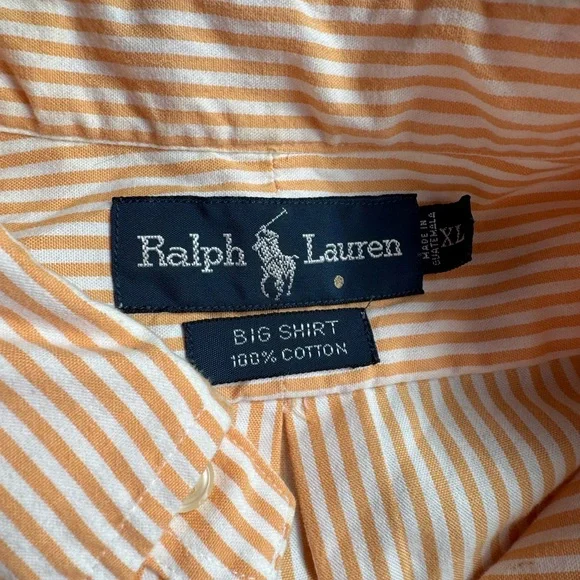 Ralph Lauren
MADE IN
GUATEMALA
XL
BIG SHIRT
100% COTTON